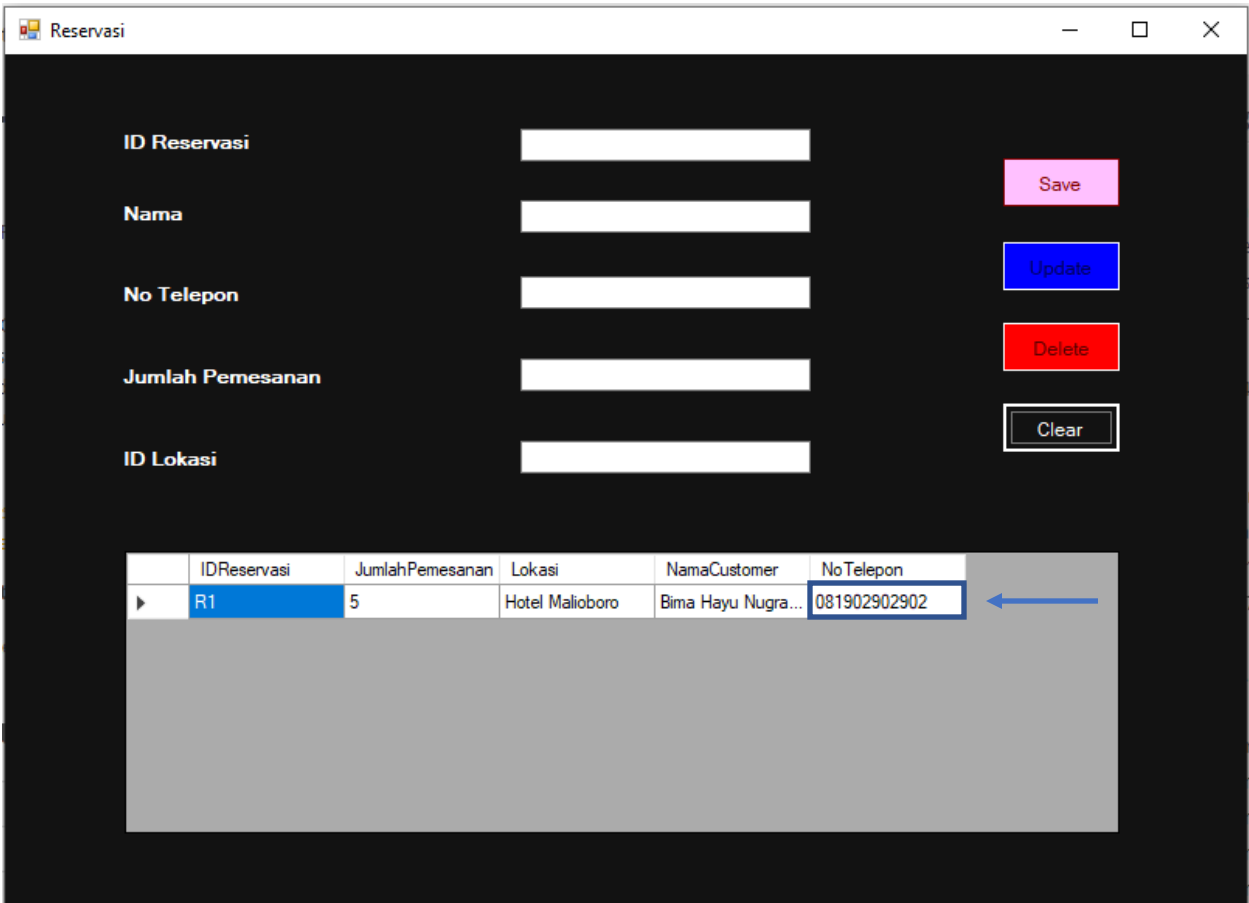 Reservasi
ID Reservasi
Save
Nama
Update
No Telepon
Delete
Jumlah Pemesanan
Clear
ID Lokasi
IDReservasi JumlahPemesanan Lokasi NamaCustomer NoTelepon
R1 5 Hotel Malioboro Bima Hayu Nugra... 081902902902